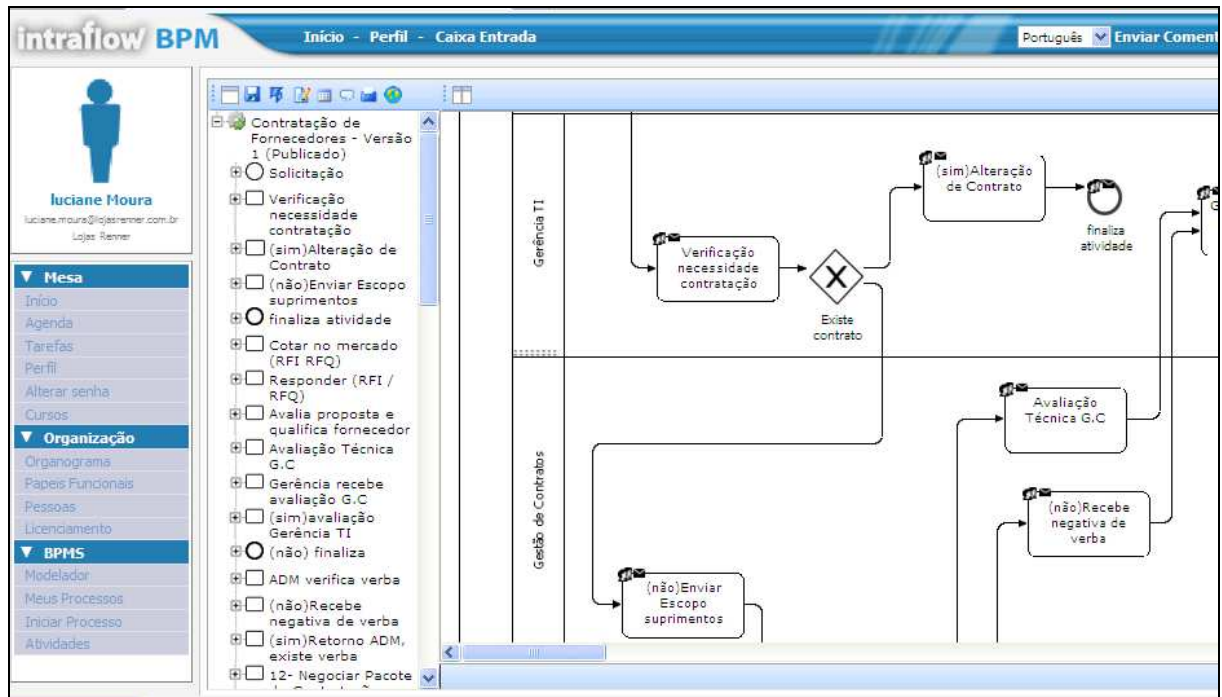 intraflow BPM
Início - Perfil - Caixa Entrada
Português
Enviar Coment
luciane Moura
luciane.moura@lojasrenner.com.br
Lojas Renner
Mesa
Início
Agenda
Tarefas
Perfil
Alterar senha
Cursos
Organização
Organograma
Papeis Funcionais
Pessoas
Licenciamento
BPMS
Modelador
Meus Processos
Iniciar Processo
Atividades
Contratação de
Fornecedores - Versão
1 (Publicado)
Solicitação
Verificação
necessidade
contratação
(sim)Alteração de
Contrato
(não)Enviar Escopo
suprimentos
finaliza atividade
Cotar no mercado
(RFI RFQ)
Responder (RFI /
RFQ)
Avalia proposta e
qualifica fornecedor
Avaliação Técnica
G.C
Gerência recebe
avaliação G.C
(sim)avaliação
Gerência TI
(não) finaliza
ADM verifica verba
(não)Recebe
negativa de verba
(sim)Retorno ADM,
existe verba
12- Negociar Pacote
Gerência TI
Verificação
necessidade
contratação
X
Existe
contrato
(sim)Alteração
de Contrato
finaliza
atividade
G
Gestão de Contratos
Avaliação
Técnica G.C
(não)Recebe
negativa de
verba
(não)Enviar
Escopo
suprimentos